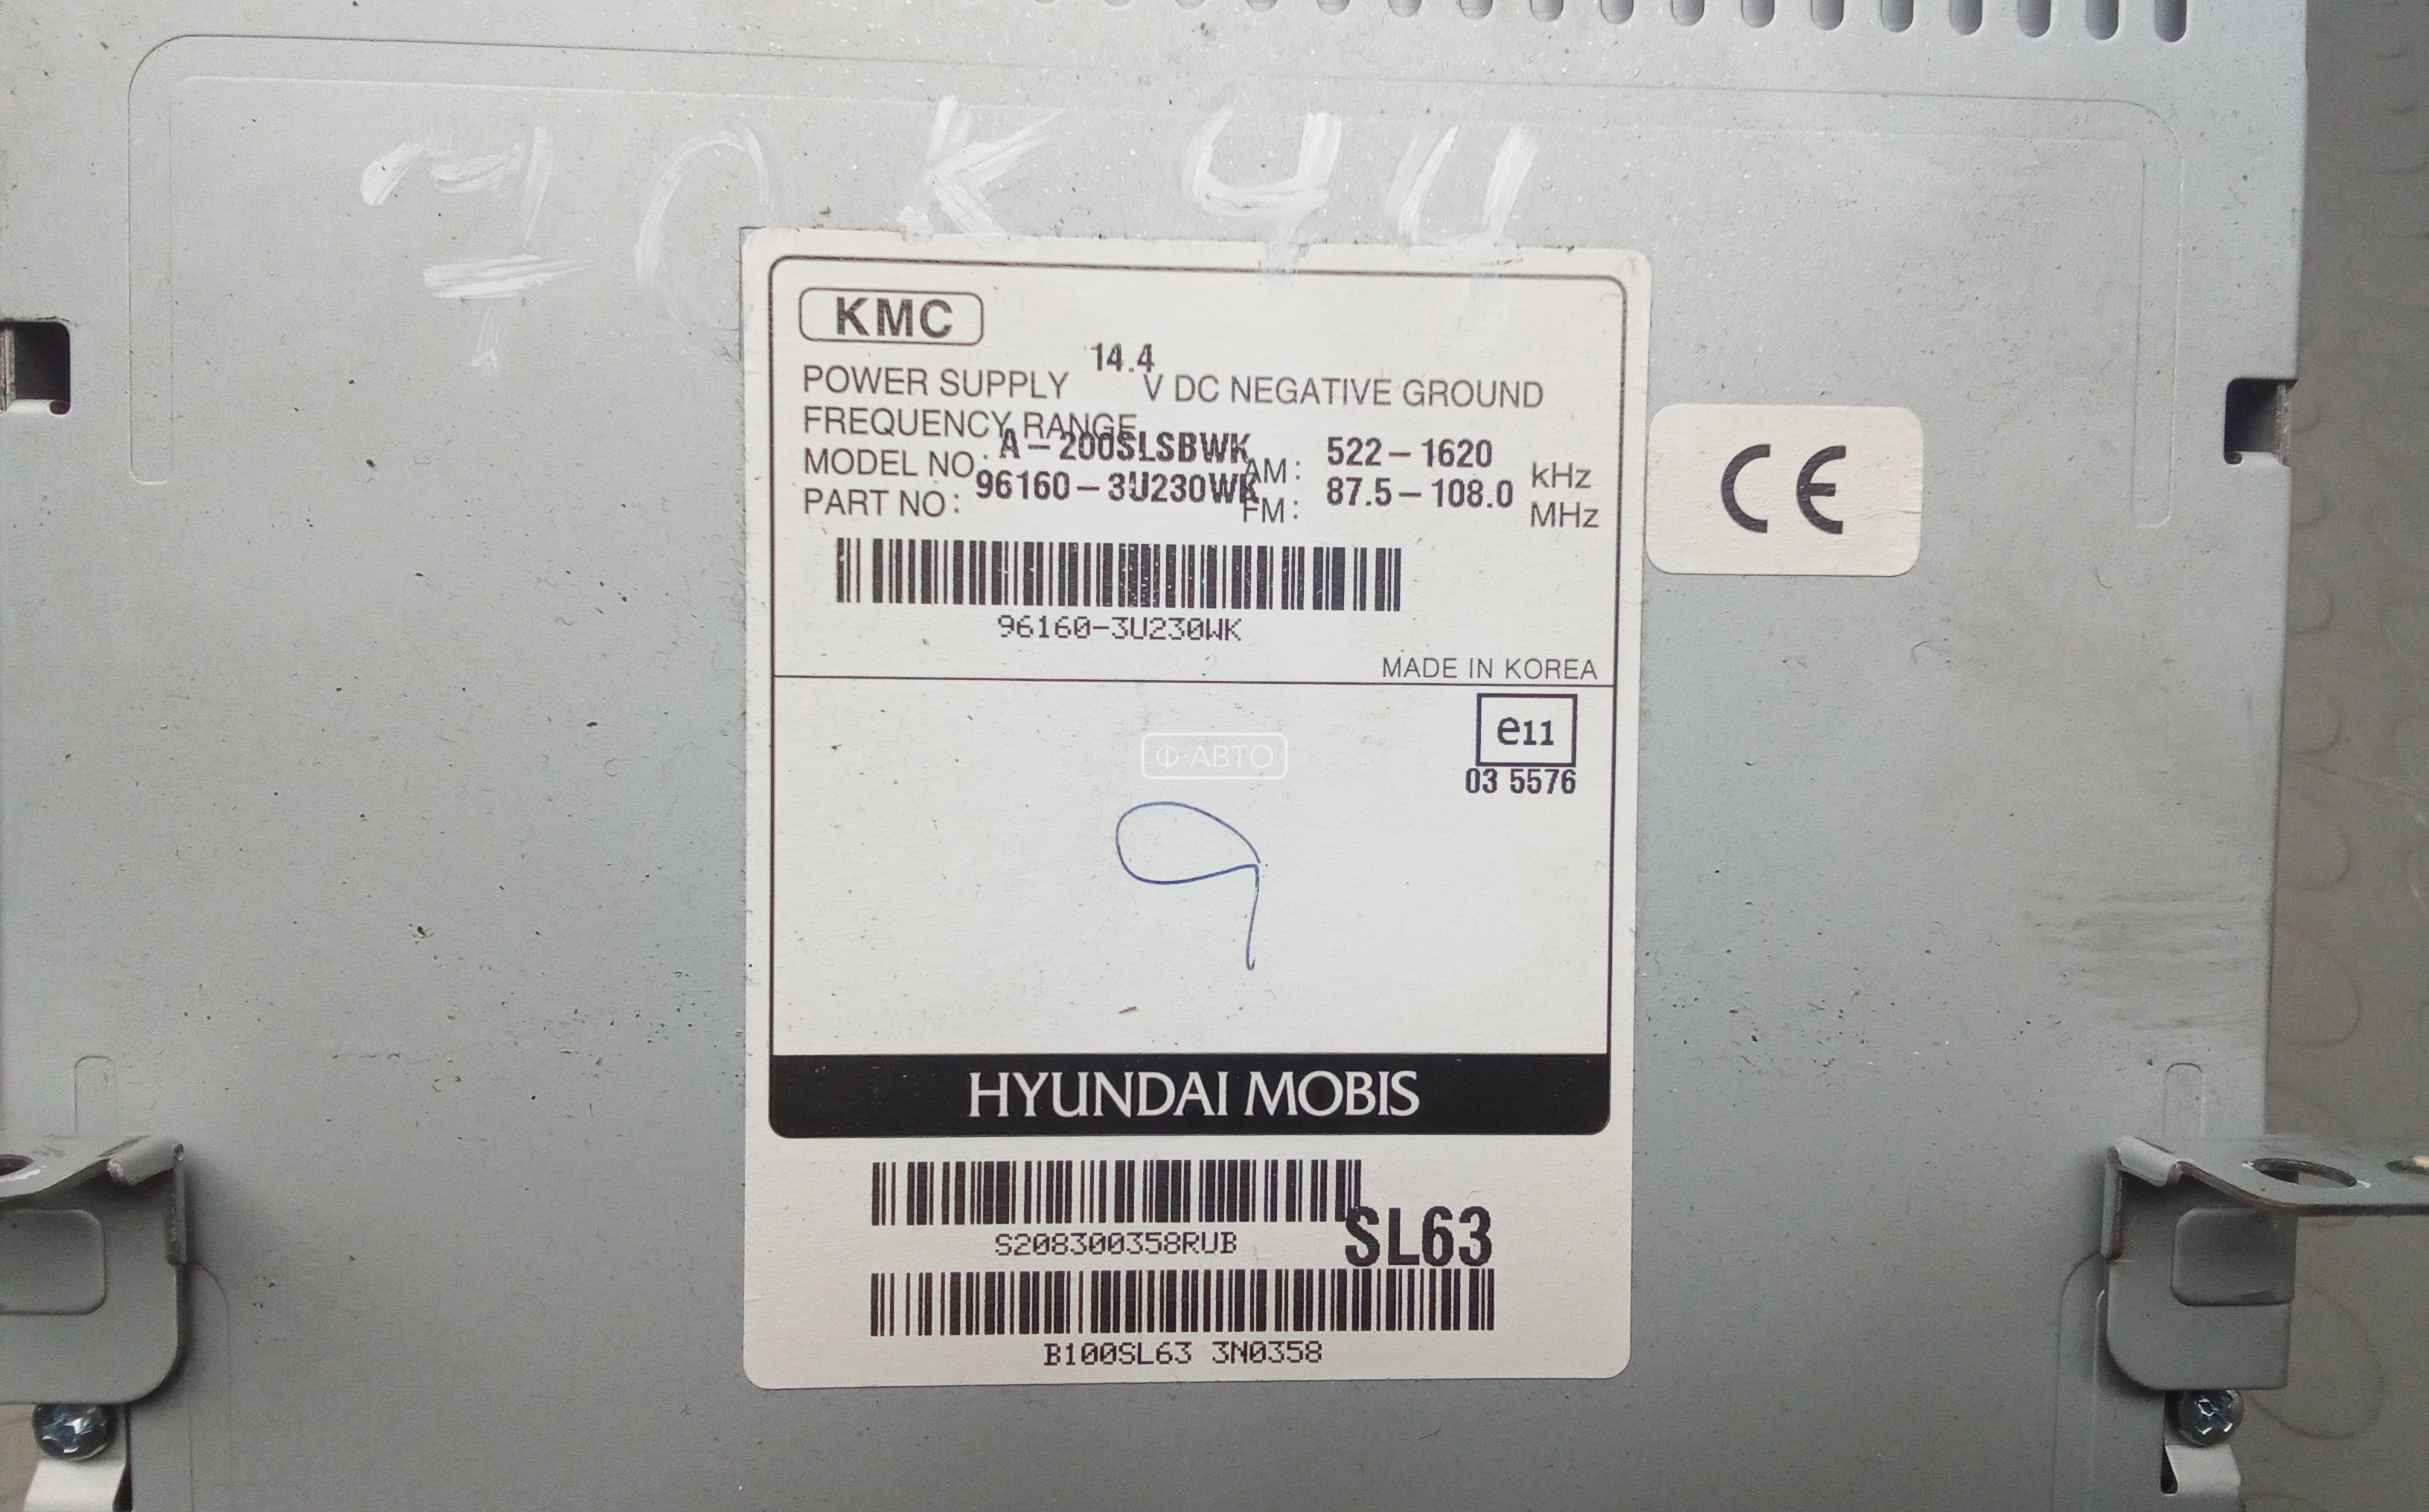 KMC
POWER SUPPLY 14.4 V DC NEGATIVE GROUND
FREQUENCY RANGE
MODEL NO. A-200SLSBWK AM: 522-1620 kHz
PART NO: 96160-3U230WK FM: 87.5-108.0 MHz
96160-3U230WK
MADE IN KOREA
e11
03 5576
Ф·АВТО
9
HYUNDAI MOBIS
S208300358RUB
SL63
B100SL63 3N0358
CE